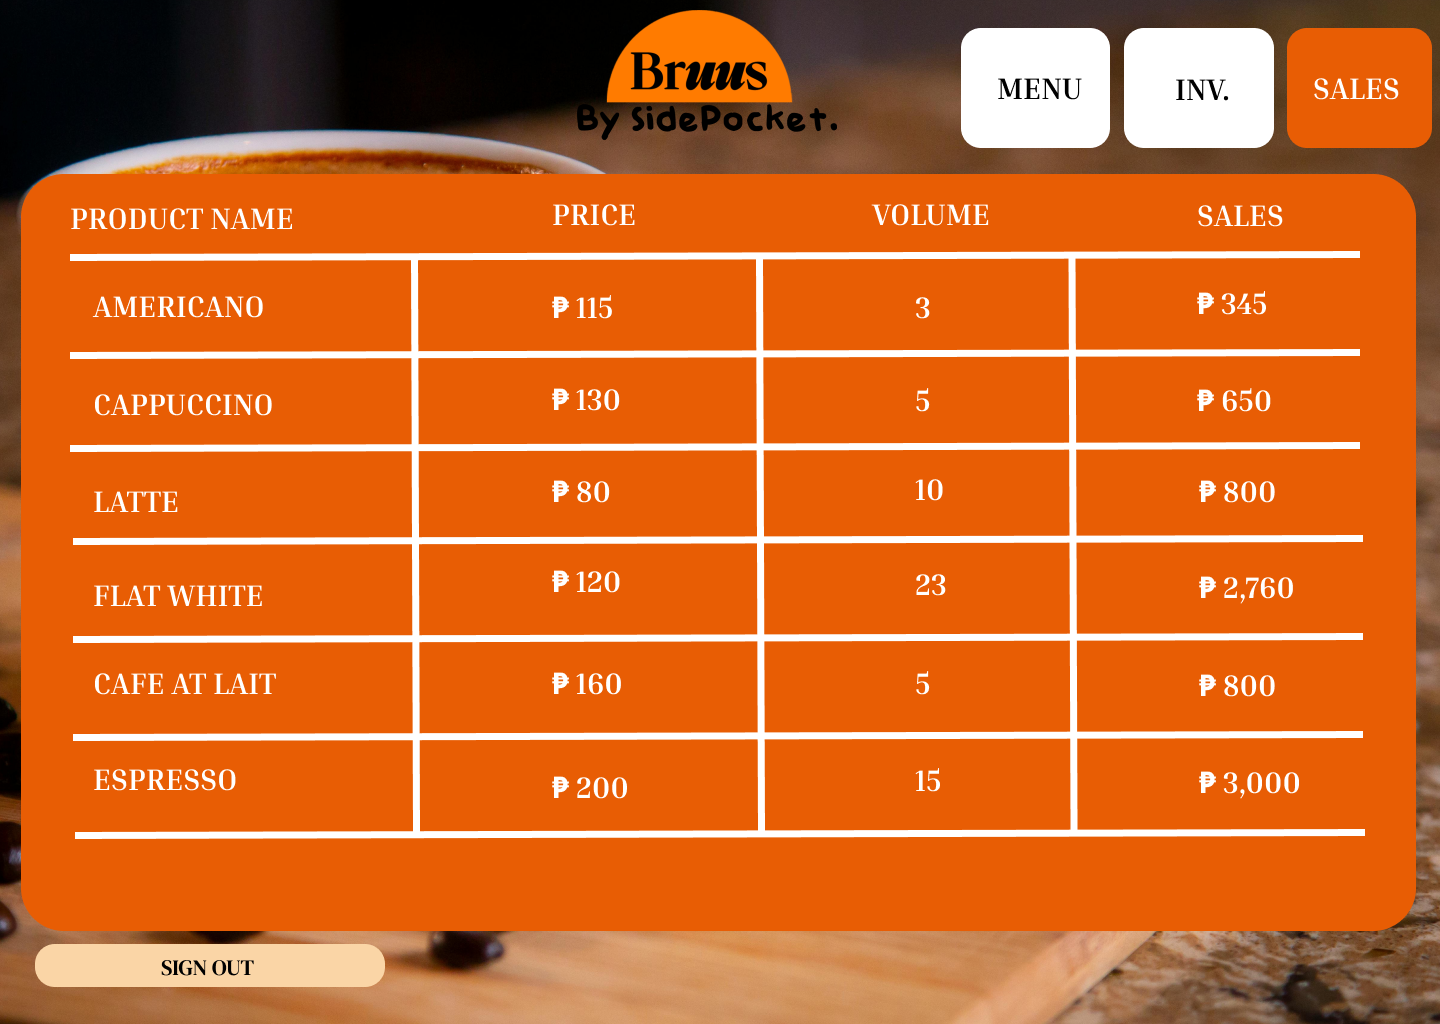 Bruus
By SidePocket.
MENU
INV.
SALES
PRODUCT NAME PRICE VOLUME SALES
AMERICANO ₱ 115 3 ₱ 345
CAPPUCCINO ₱ 130 5 ₱ 650
LATTE ₱ 80 10 ₱ 800
FLAT WHITE ₱ 120 23 ₱ 2,760
CAFE AT LAIT ₱ 160 5 ₱ 800
ESPRESSO ₱ 200 15 ₱ 3,000
SIGN OUT